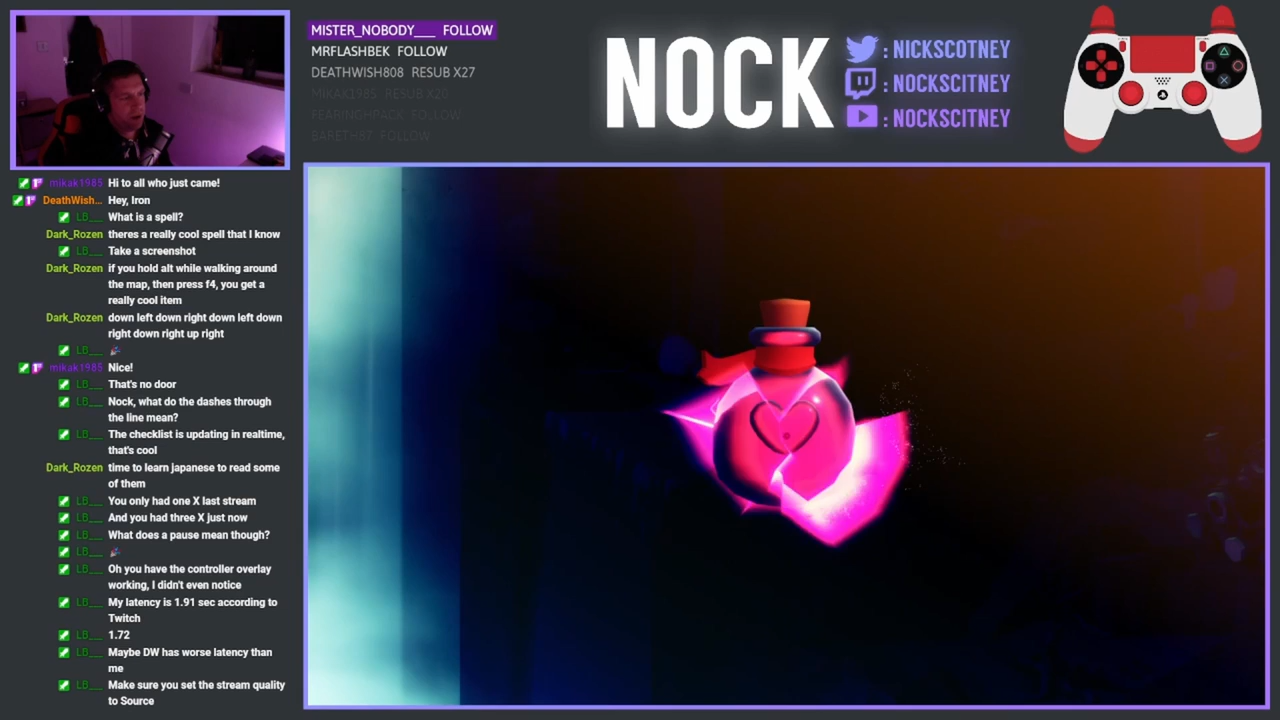 MISTER_NOBODY___ FOLLOW
MRFLASHBEK FOLLOW
DEATHWISH808 RESUB X27
MIKAK1985 RESUB X20
FEARINGHPACK FOLLOW
BARETH87 FOLLOW
NOCK
: NICKSCOTNEY
: NOCKSCITNEY
: NOCKSCITNEY
mikak1985 Hi to all who just came!
DeathWish... Hey, Iron
LB___ What is a spell?
Dark_Rozen theres a really cool spell that I know
LB___ Take a screenshot
Dark_Rozen if you hold alt while walking around
the map, then press f4, you get a
really cool item
Dark_Rozen down left down right down left down
right down right up right
LB___
mikak1985 Nice!
LB___ That's no door
LB___ Nock, what do the dashes through
the line mean?
LB___ The checklist is updating in realtime,
that's cool
Dark_Rozen time to learn japanese to read some
of them
LB___ You only had one X last stream
LB___ And you had three X just now
LB___ What does a pause mean though?
LB___
LB___ Oh you have the controller overlay
working, I didn't even notice
LB___ My latency is 1.91 sec according to
Twitch
LB___ 1.72
LB___ Maybe DW has worse latency than
me
LB___ Make sure you set the stream quality
to Source